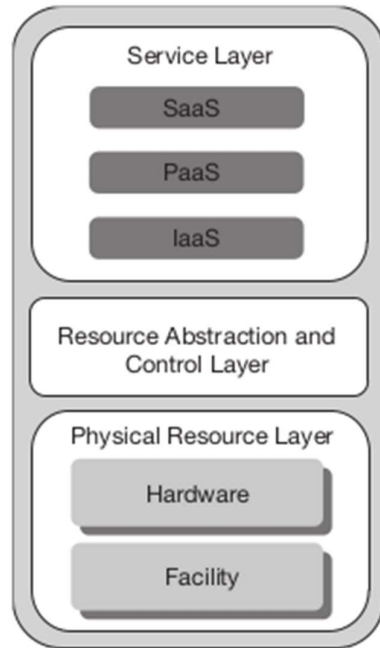 Service Layer
SaaS
PaaS
IaaS
Resource Abstraction and
Control Layer
Physical Resource Layer
Hardware
Facility